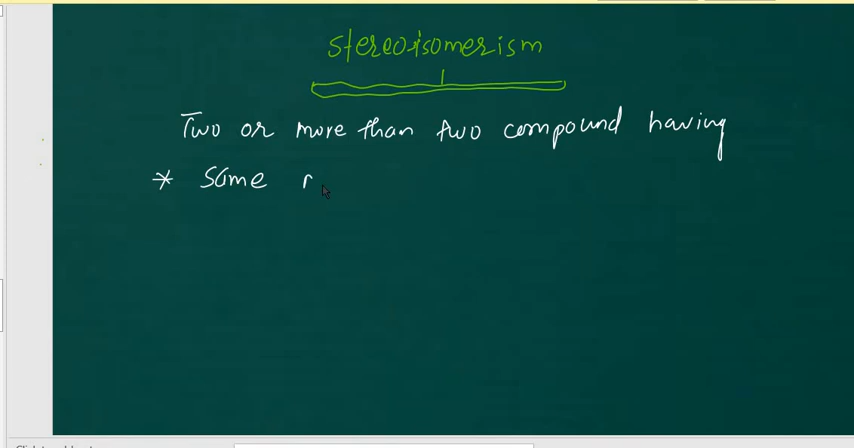 stereoisomerism
Two or more than two compound having
* Same